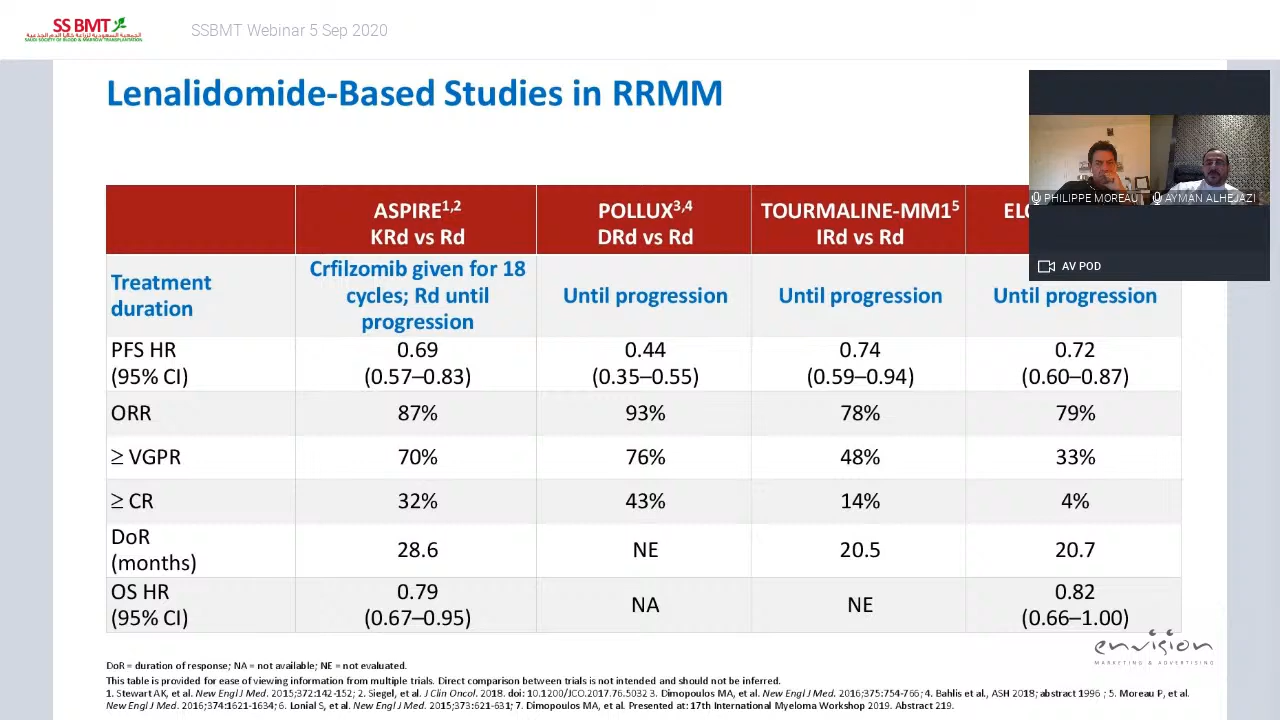 SS BMT
الجمعية السعودية لزراعة خلايا الدم الجذعية
SAUDI SOCIETY OF BLOOD & MARROW TRANSPLANTATION
SSBMT Webinar 5 Sep 2020
Lenalidomide-Based Studies in RRMM
PHILIPPE MOREAU
AYMAN ALHEJAZI
AV POD
ASPIRE1,2
KRd vs Rd
POLLUX3,4
DRd vs Rd
TOURMALINE-MM15
IRd vs Rd
Treatment
duration
Crfilzomib given for 18
cycles; Rd until
progression
Until progression
Until progression
Until progression
PFS HR
(95% CI)
0.69
(0.57–0.83)
0.44
(0.35–0.55)
0.74
(0.59–0.94)
0.72
(0.60–0.87)
ORR
87%
93%
78%
79%
≥ VGPR
70%
76%
48%
33%
≥ CR
32%
43%
14%
4%
DoR
(months)
28.6
NE
20.5
20.7
OS HR
(95% CI)
0.79
(0.67–0.95)
NA
NE
0.82
(0.66–1.00)
envision
MARKETING & ADVERTISING
DoR = duration of response; NA = not available; NE = not evaluated.
This table is provided for ease of viewing information from multiple trials. Direct comparison between trials is not intended and should not be inferred.
1. Stewart AK, et al. New Engl J Med. 2015;372:142-152; 2. Siegel, et al. J Clin Oncol. 2018. doi: 10.1200/JCO.2017.76.5032 3. Dimopoulos MA, et al. New Engl J Med. 2016;375:754-766; 4. Bahlis et al., ASH 2018; abstract 1996 ; 5. Moreau P, et al.
New Engl J Med. 2016;374:1621-1634; 6. Lonial S, et al. New Engl J Med. 2015;373:621-631; 7. Dimopoulos MA, et al. Presented at: 17th International Myeloma Workshop 2019. Abstract 219.